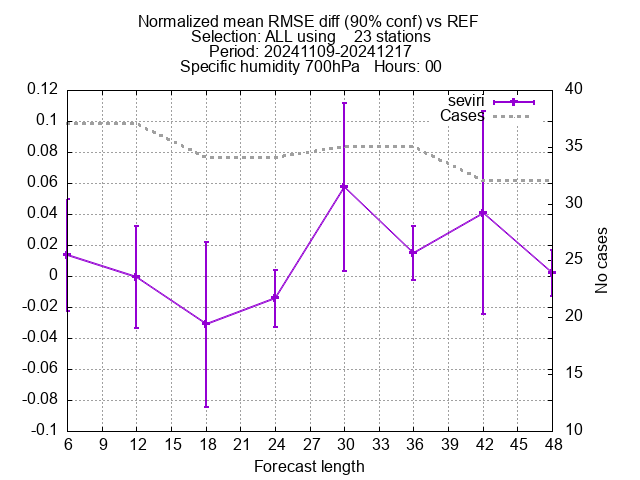 Normalized mean RMSE diff (90% conf) vs REF
Selection: ALL using    23 stations
Period: 20241109-20241217
Specific humidity 700hPa   Hours: 00
0.12
0.1
0.08
0.06
0.04
0.02
0
-0.02
-0.04
-0.06
-0.08
-0.1
seviri
Cases
40
35
30
25
20
15
10
No cases
6 9 12 15 18 21 24 27 30 33 36 39 42 45 48
Forecast length